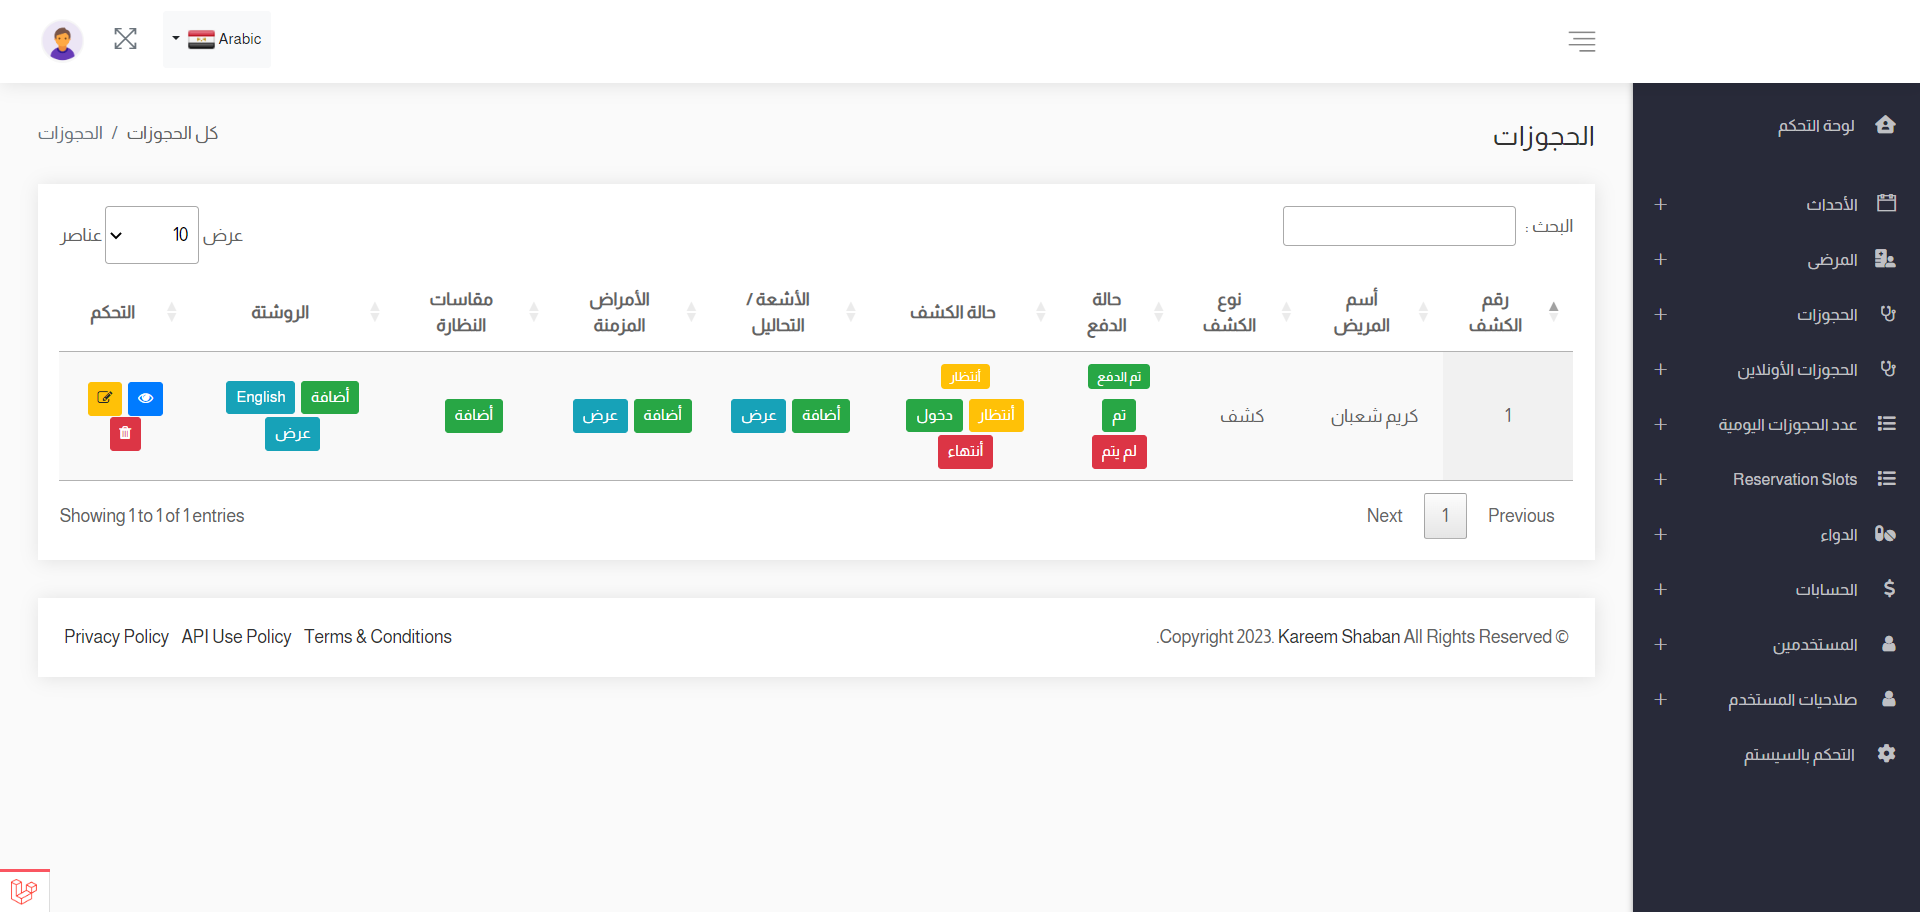 Arabic
لوحة التحكم
الأحداث
المرضى
الحجوزات
الحجوزات الأونلاين
عدد الحجوزات اليومية
Reservation Slots
الدواء
الحسابات
المستخدمين
صلاحيات المستخدم
التحكم بالسيستم
الحجوزات
كل الحجوزات / الحجوزات
البحث :
عرض 10 عناصر
رقم الكشف
أسم المريض
نوع الكشف
حالة الدفع
حالة الكشف
الأشعة / التحاليل
الأمراض المزمنة
مقاسات النظارة
الروشتة
التحكم
1
كريم شعبان
كشف
تم الدفع
تم
لم يتم
أنتظار
أنتظار دخول
أنتهاء
أضافة عرض
أضافة عرض
أضافة
أضافة English
عرض
Previous 1 Next
Showing 1 to 1 of 1 entries
.Copyright 2023. Kareem Shaban All Rights Reserved ©
Privacy Policy API Use Policy Terms & Conditions